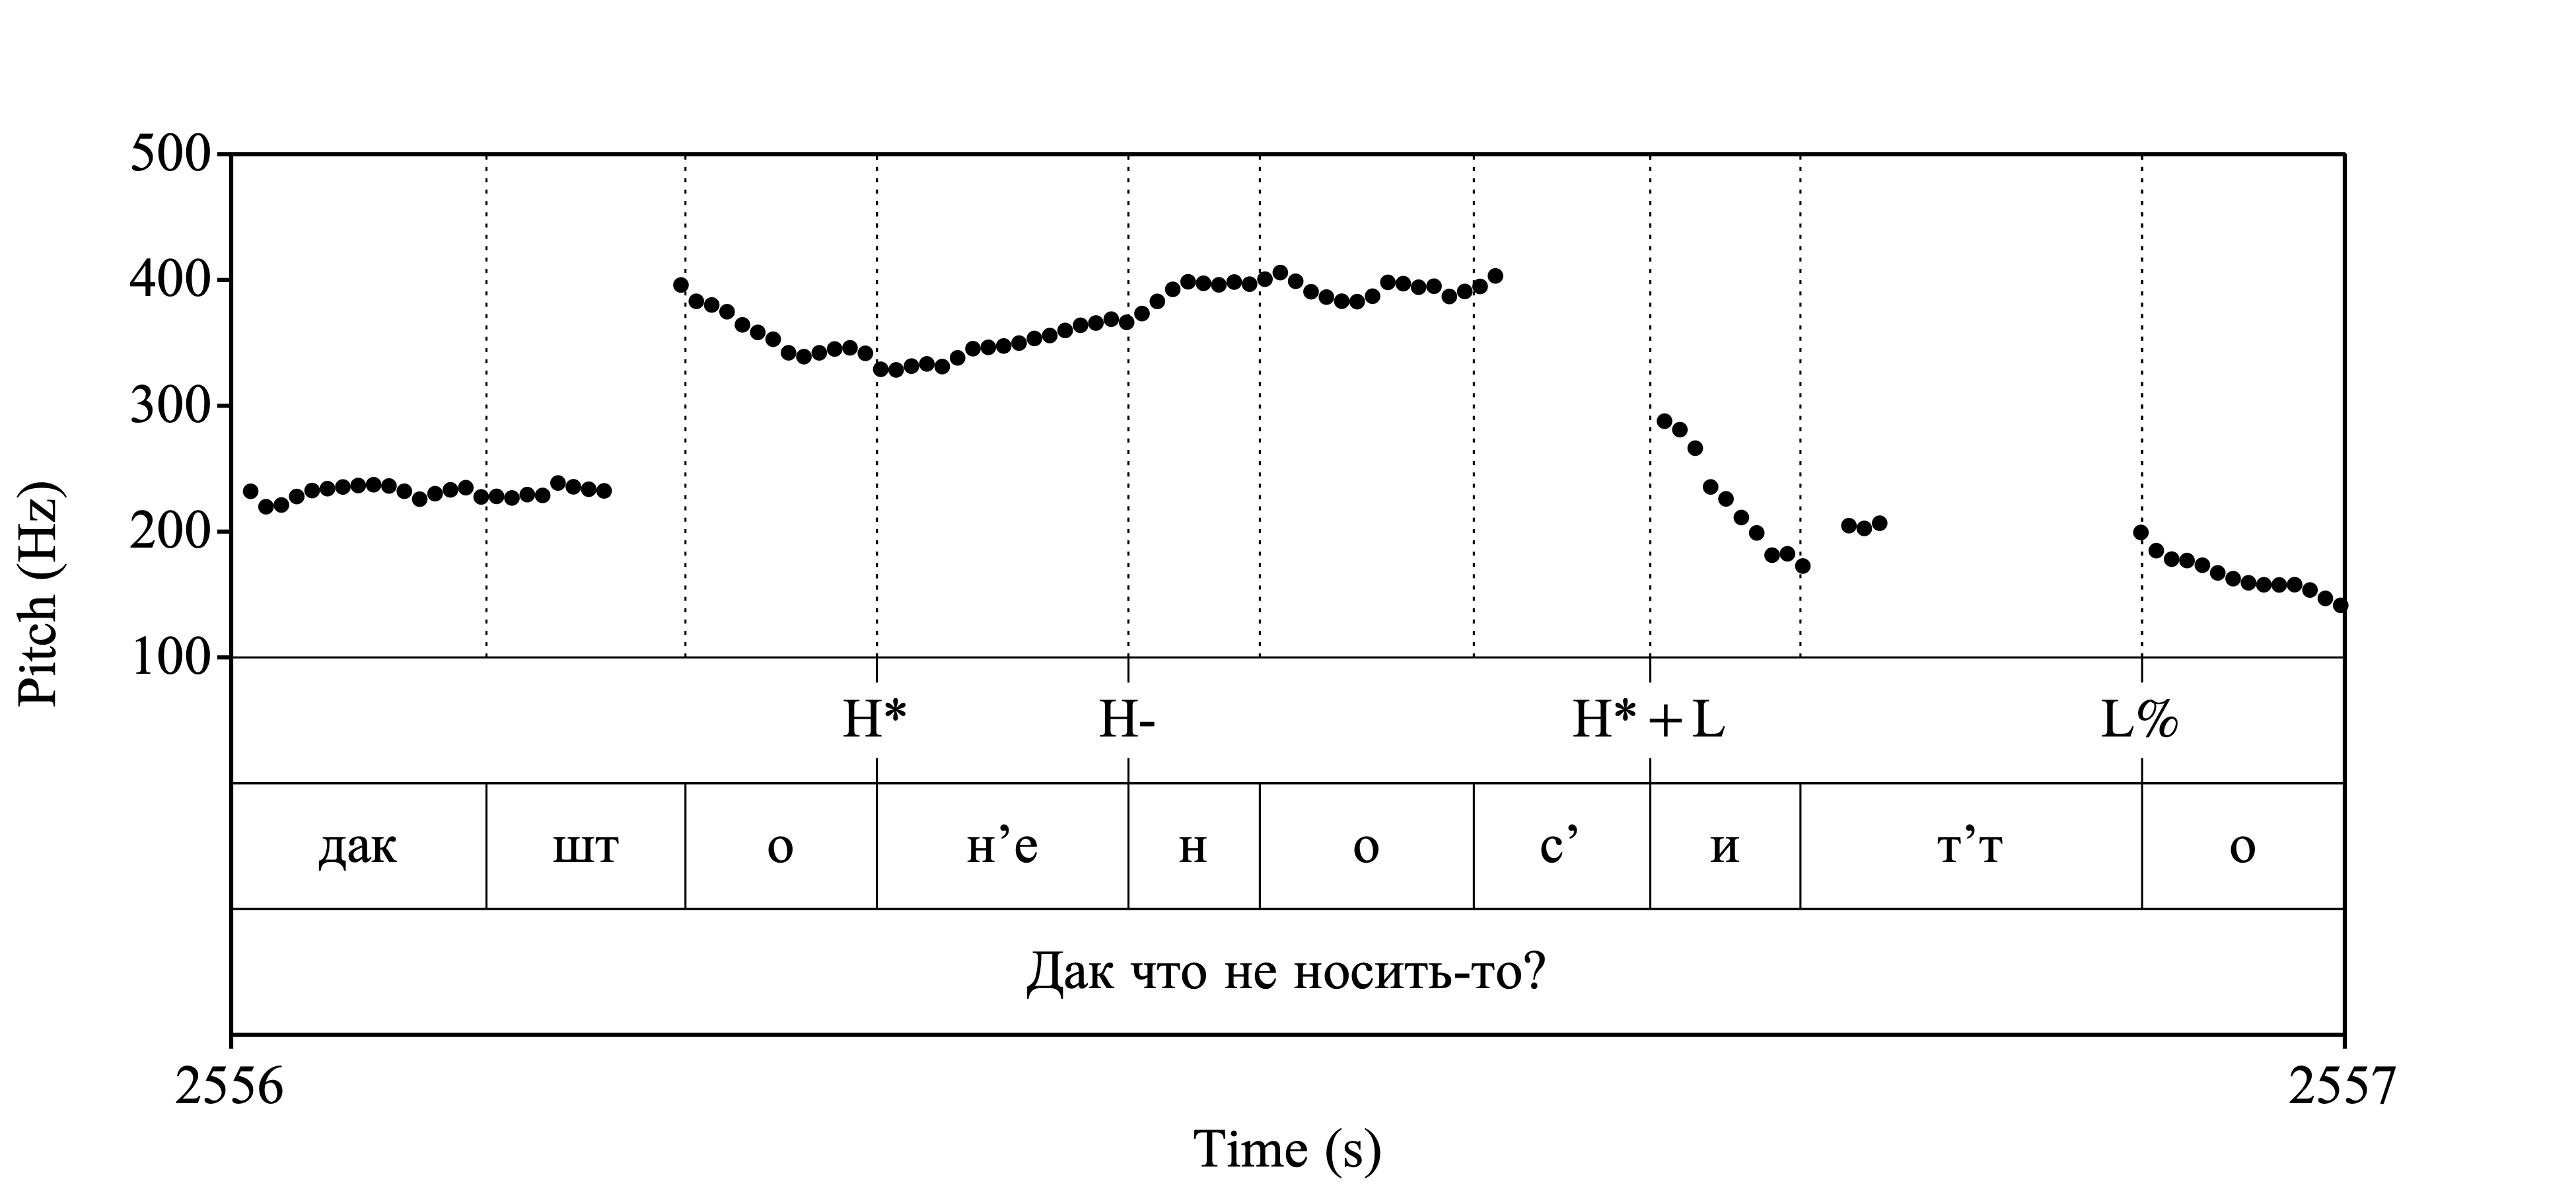 500
400
300
200
100
Pitch (Hz)
H* H- H* + L L%
дак шт о н’е н о с’ и т’т о
Дак что не носить-то?
2556 2557
Time (s)